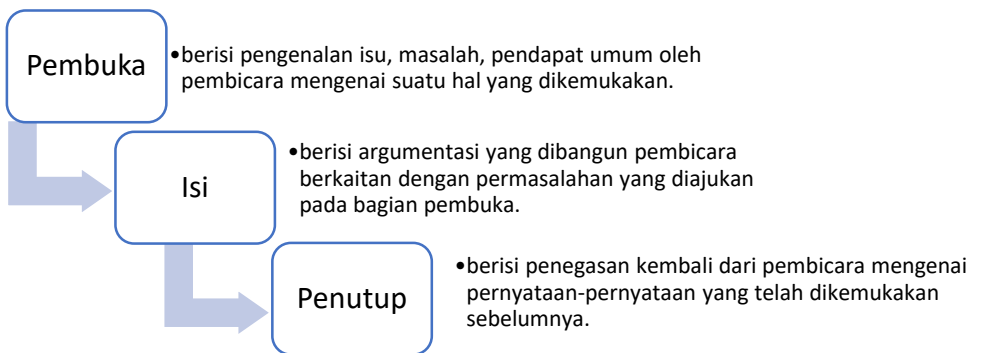 Pembuka
•berisi pengenalan isu, masalah, pendapat umum oleh
pembicara mengenai suatu hal yang dikemukakan.
Isi
•berisi argumentasi yang dibangun pembicara
berkaitan dengan permasalahan yang diajukan
pada bagian pembuka.
Penutup
•berisi penegasan kembali dari pembicara mengenai
pernyataan-pernyataan yang telah dikemukakan
sebelumnya.